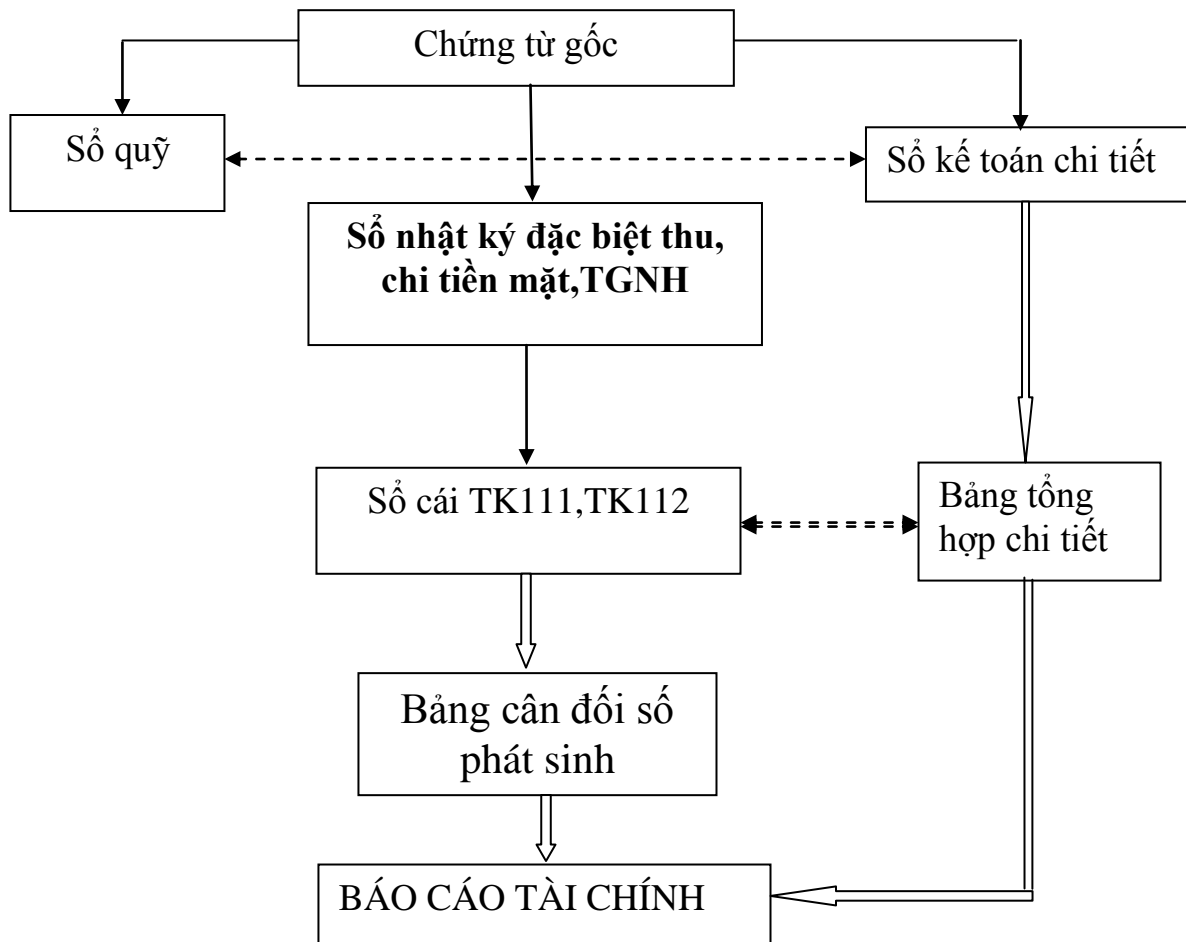 Chứng từ gốc
Sổ quỹ
Sổ kế toán chi tiết
Sổ nhật ký đặc biệt thu,
chi tiền mặt,TGNH
Sổ cái TK111,TK112
Bảng tổng
hợp chi tiết
Bảng cân đối số
phát sinh
BÁO CÁO TÀI CHÍNH